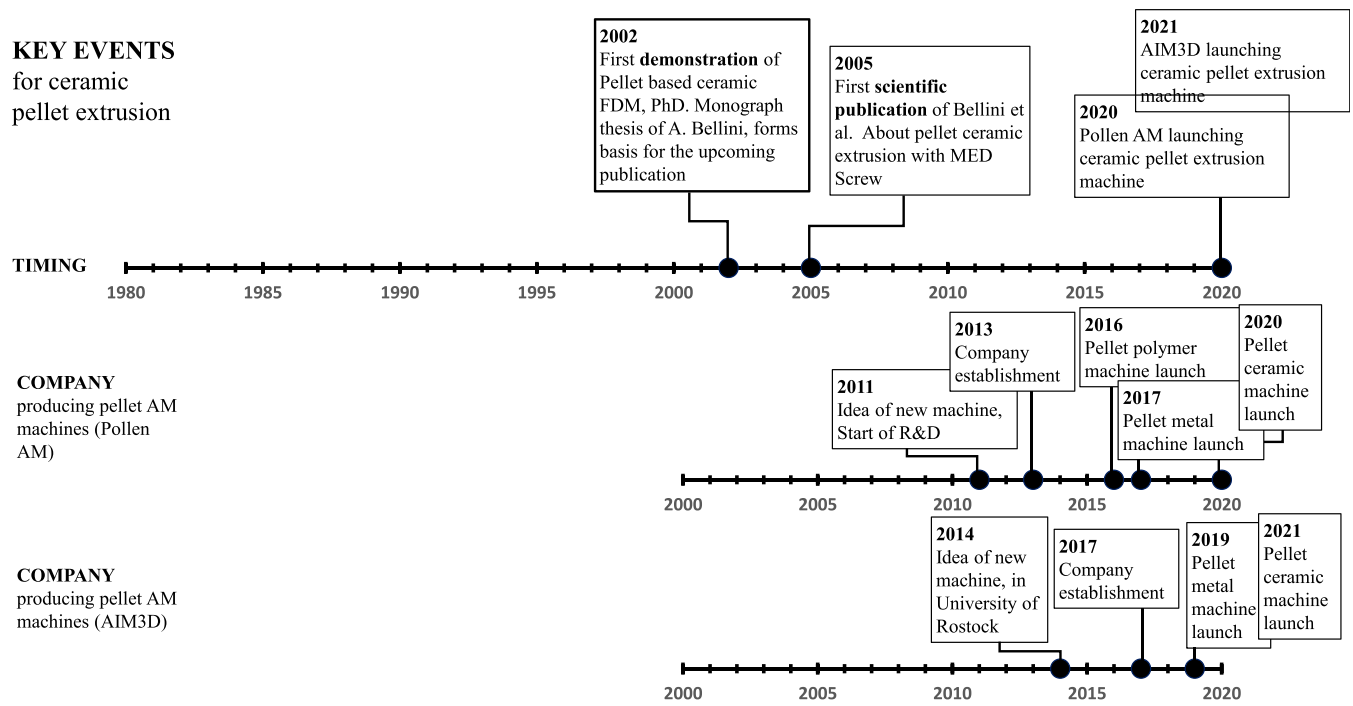 KEY EVENTS
for ceramic
pellet extrusion
2002
First demonstration of
Pellet based ceramic
FDM, PhD. Monograph
thesis of A. Bellini, forms
basis for the upcoming
publication
2005
First scientific
publication of Bellini et
al. About pellet ceramic
extrusion with MED
Screw
2021
AIM3D launching
ceramic pellet extrusion
machine
2020
Pollen AM launching
ceramic pellet extrusion
machine
TIMING
1980 1985 1990 1995 2000 2005 2010 2015 2020
COMPANY
producing pellet AM
machines (Pollen
AM)
2011
Idea of new machine,
Start of R&D
2013
Company
establishment
2016
Pellet polymer
machine launch
2017
Pellet metal
machine launch
2020
Pellet
ceramic
machine
launch
2000 2005 2010 2015 2020
COMPANY
producing pellet AM
machines (AIM3D)
2014
Idea of new
machine, in
University of
Rostock
2017
Company
establishment
2019
Pellet
metal
machine
launch
2021
Pellet
ceramic
machine
launch
2000 2005 2010 2015 2020